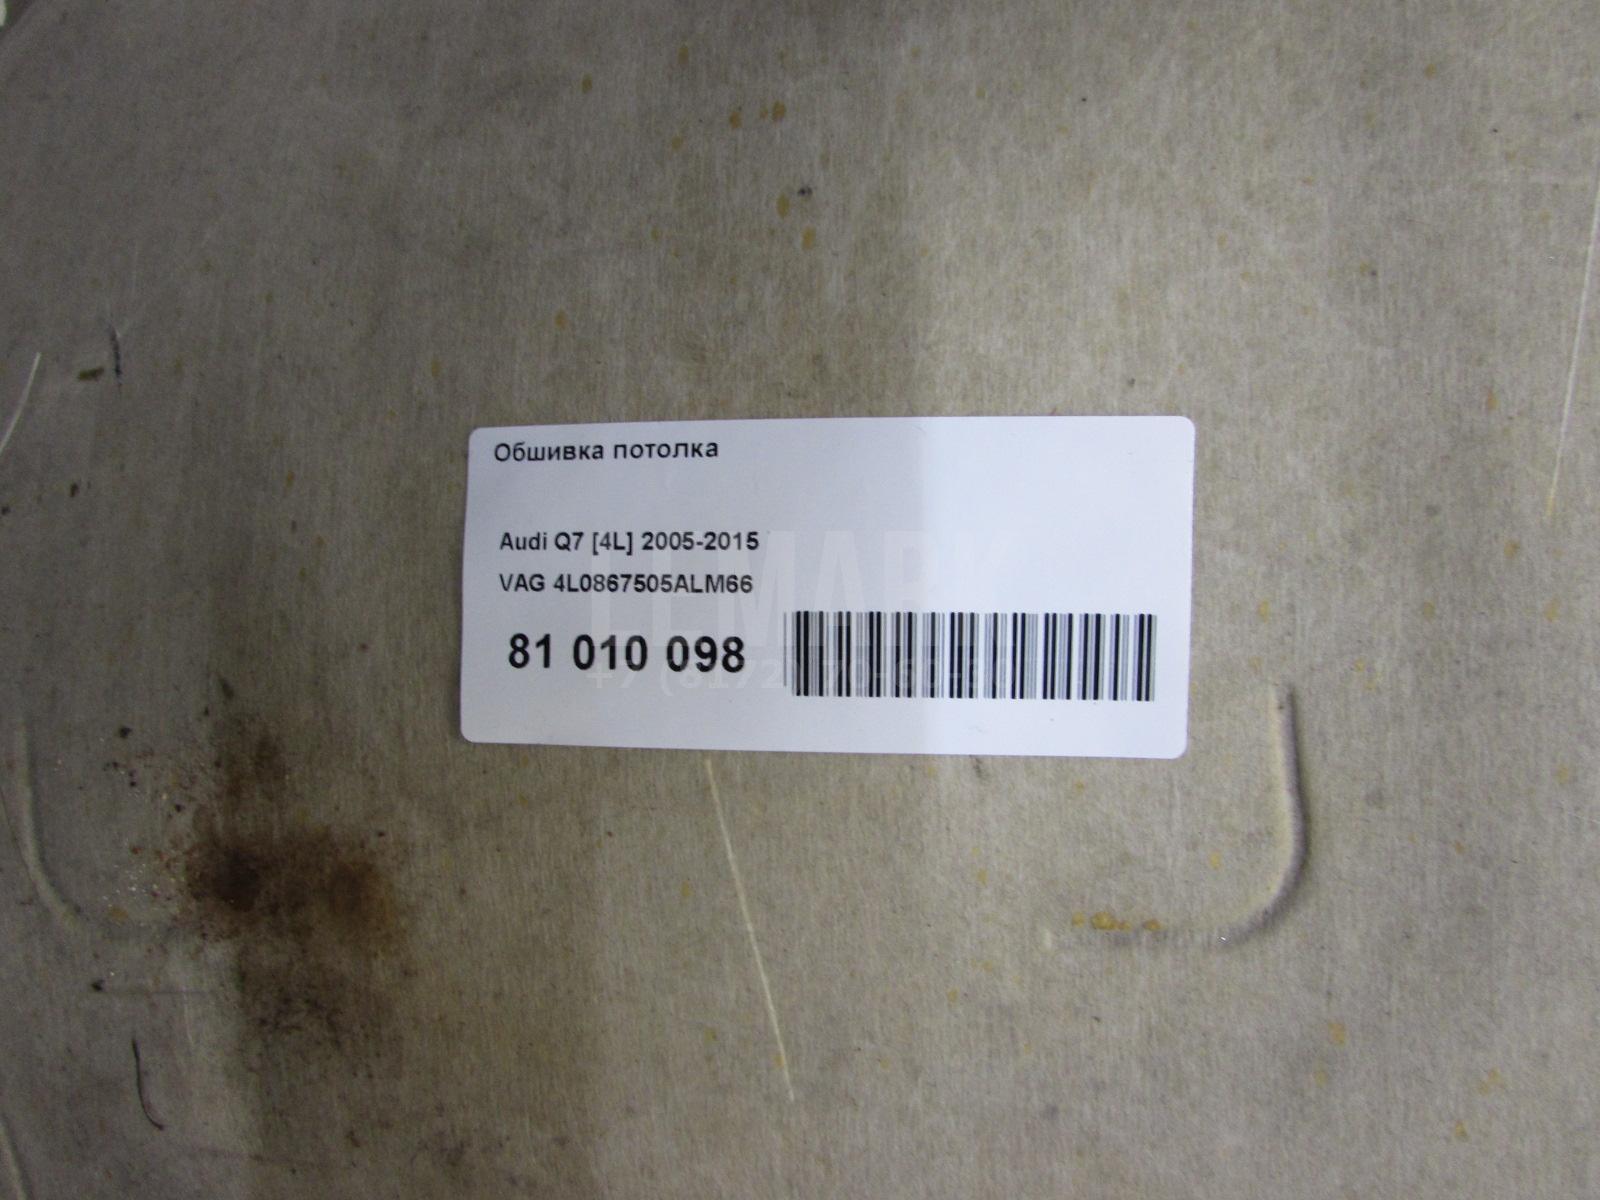 Обшивка потолка
Audi Q7 [4L] 2005-2015
VAG 4L0867505ALM66
81 010 098